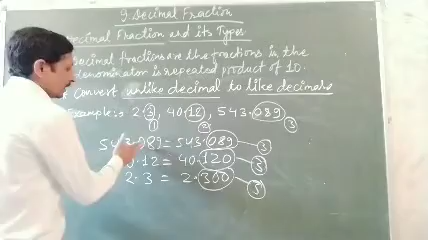 9. Decimal Fraction
Decimal Fraction and its Types
Decimal fractions are the fractions in the
denominator is repeated product of 10.
Convert unlike decimal to like decimals
Example: 2.3, 40.12, 543.089
1 2 3
543.089 = 543.089 3
40.120 3
2.3 = 2.300 3